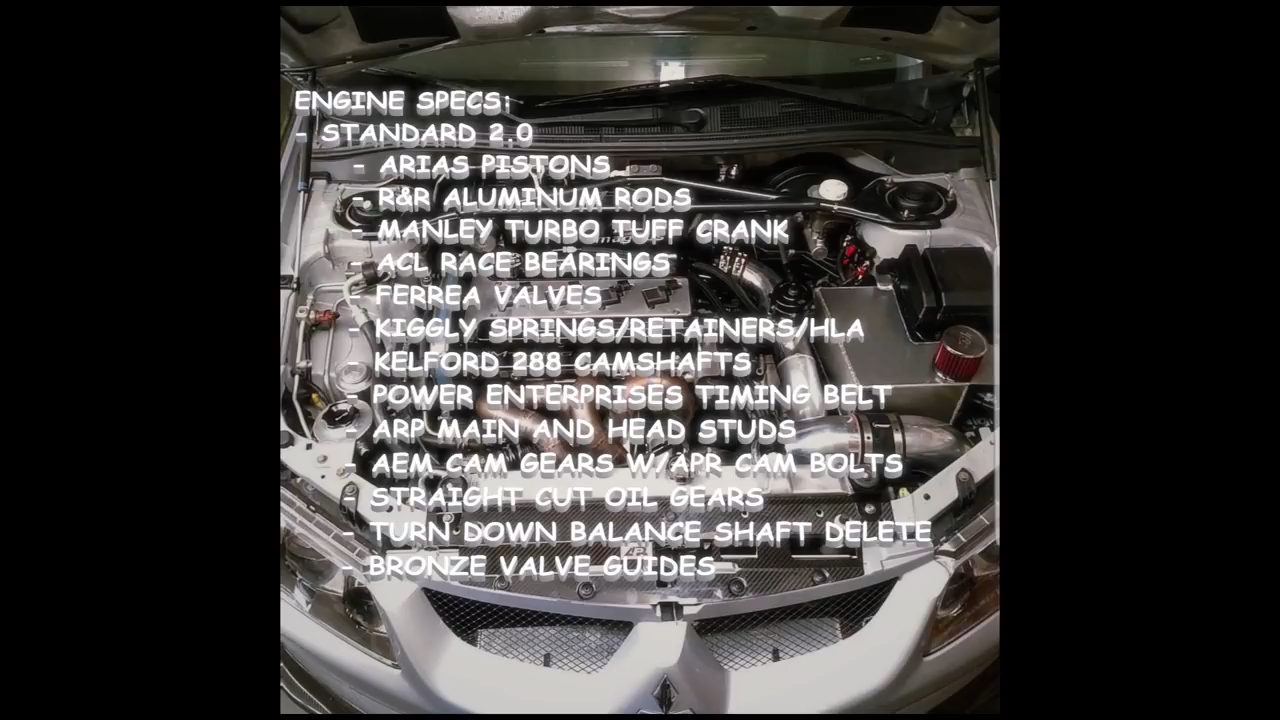 ENGINE SPECS:
- STANDARD 2.0
- ARIAS PISTONS
- R&R ALUMINUM RODS
- MANLEY TURBO TUFF CRANK
- ACL RACE BEARINGS
- FERREA VALVES
- KIGGLY SPRINGS/RETAINERS/HLA
- KELFORD 288 CAMSHAFTS
- POWER ENTERPRISES TIMING BELT
- ARP MAIN AND HEAD STUDS
- AEM CAM GEARS W/APR CAM BOLTS
- STRAIGHT CUT OIL GEARS
- TURN DOWN BALANCE SHAFT DELETE
- BRONZE VALVE GUIDES